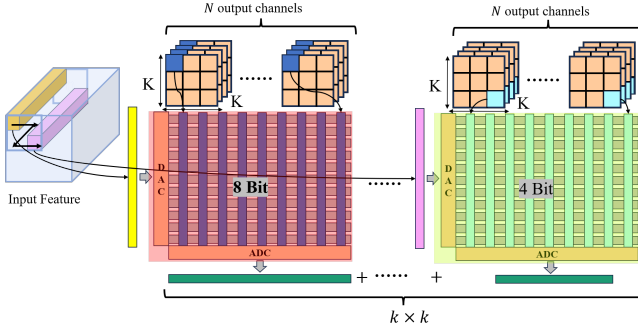 N output channels
N output channels
K
K
......
K
K
......
Input Feature
D
A
C
8 Bit
......
D
A
C
4 Bit
ADC
ADC
+ ...... +
k × k